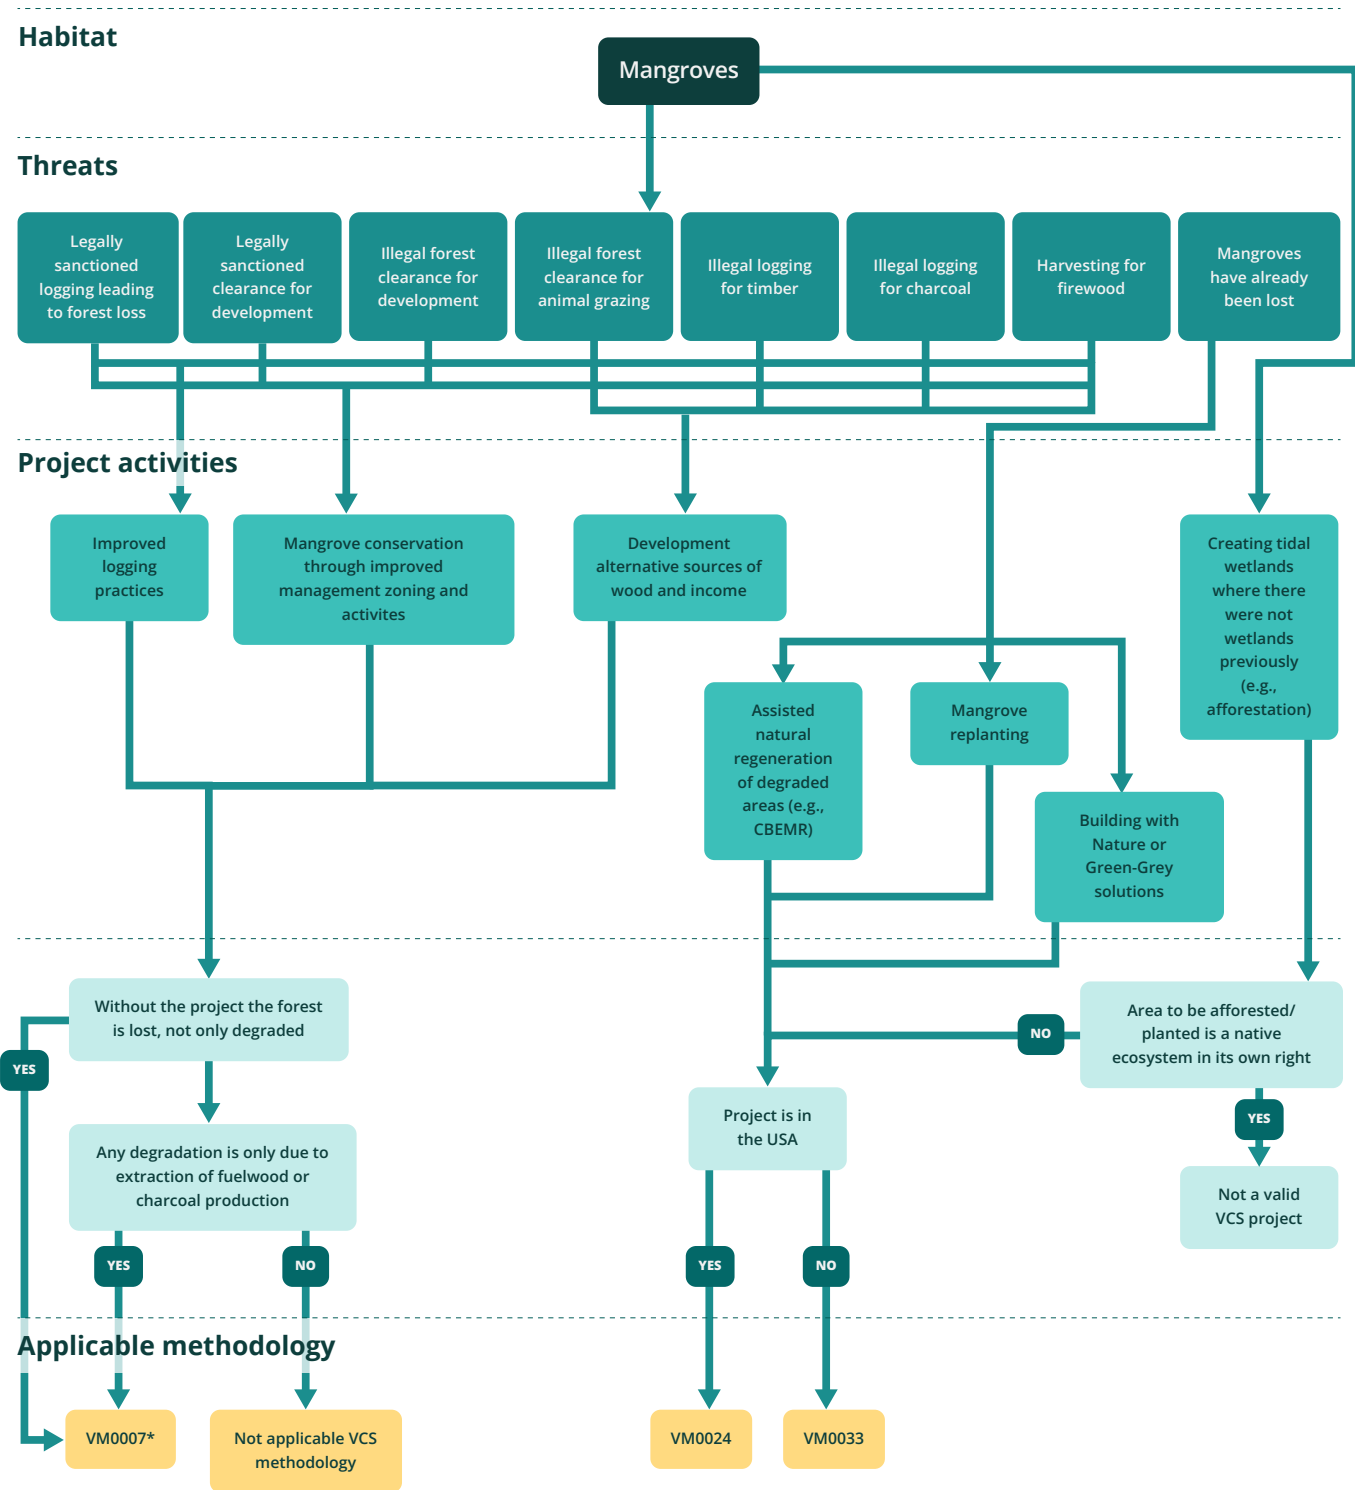 Habitat
Mangroves
Threats
Legally
sanctioned
logging leading
to forest loss
Legally
sanctioned
clearance for
development
Illegal forest
clearance for
development
Illegal forest
clearance for
animal grazing
Illegal logging
for timber
Illegal logging
for charcoal
Harvesting for
firewood
Mangroves
have already
been lost
Project activities
Improved
logging
practices
Mangrove conservation
through improved
management zoning and
activites
Development
alternative sources of
wood and income
Creating tidal
wetlands
where there
were not
wetlands
previously
(e.g.,
afforestation)
Assisted
natural
regeneration
of degraded
areas (e.g.,
CBEMR)
Mangrove
replanting
Building with
Nature or
Green-Grey
solutions
Without the project the forest
is lost, not only degraded
Area to be afforested/
planted is a native
ecosystem in its own right
NO
YES
Project is in
the USA
YES
Any degradation is only due to
extraction of fuelwood or
charcoal production
Not a valid
VCS project
YES
NO
YES
NO
Applicable methodology
VM0007*
Not applicable VCS
methodology
VM0024
VM0033